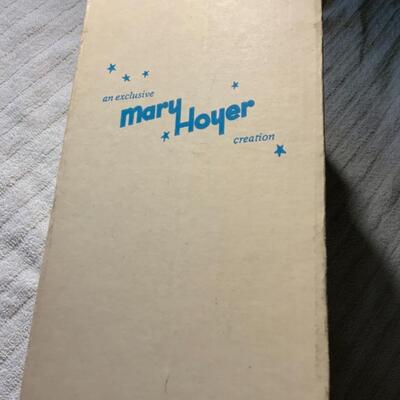 an exclusive
mary Hoyer
creation